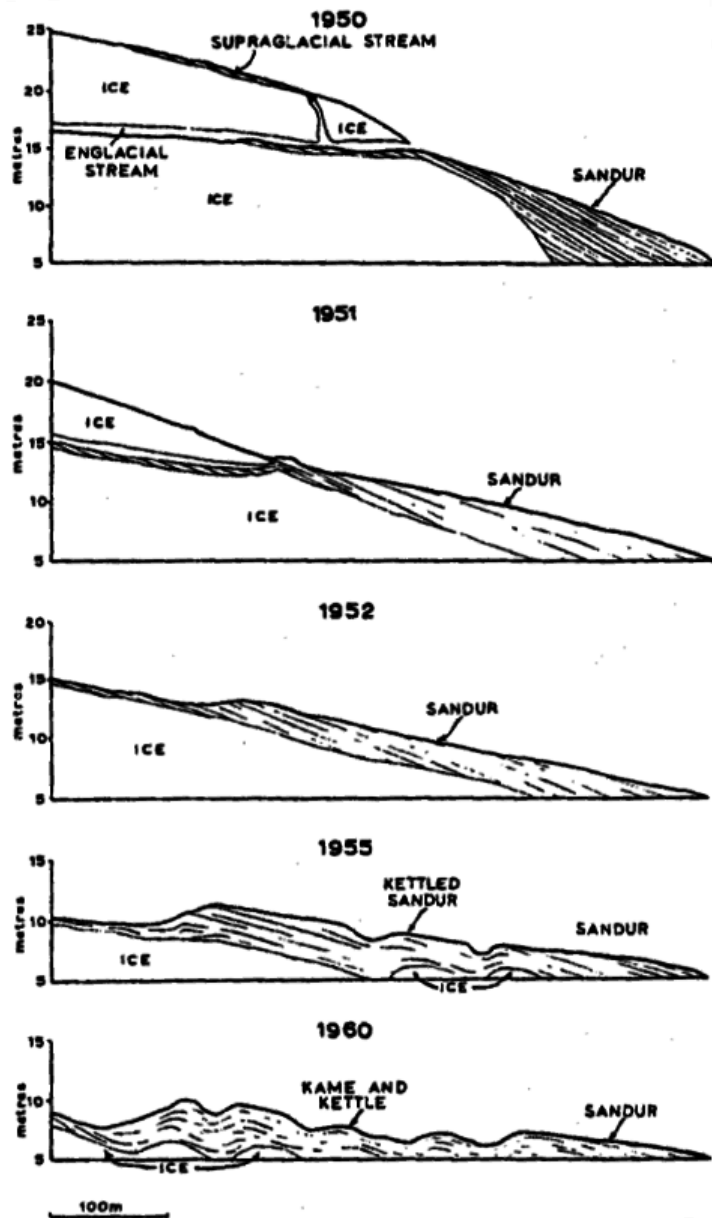 1950
25
SUPRAGLACIAL STREAM
ICE
20
ICE
ENGLACIAL
STREAM
15
metres
SANDUR
ICE
10
5
1951
25
20
ICE
15
metres
SANDUR
10
ICE
5
1952
20
15
metres
SANDUR
10
ICE
5
1955
15
KETTLED
SANDUR
SANDUR
metres
10
ICE
5
ICE
1960
15
KAME AND
KETTLE
SANDUR
metres
10
5
ICE
100m